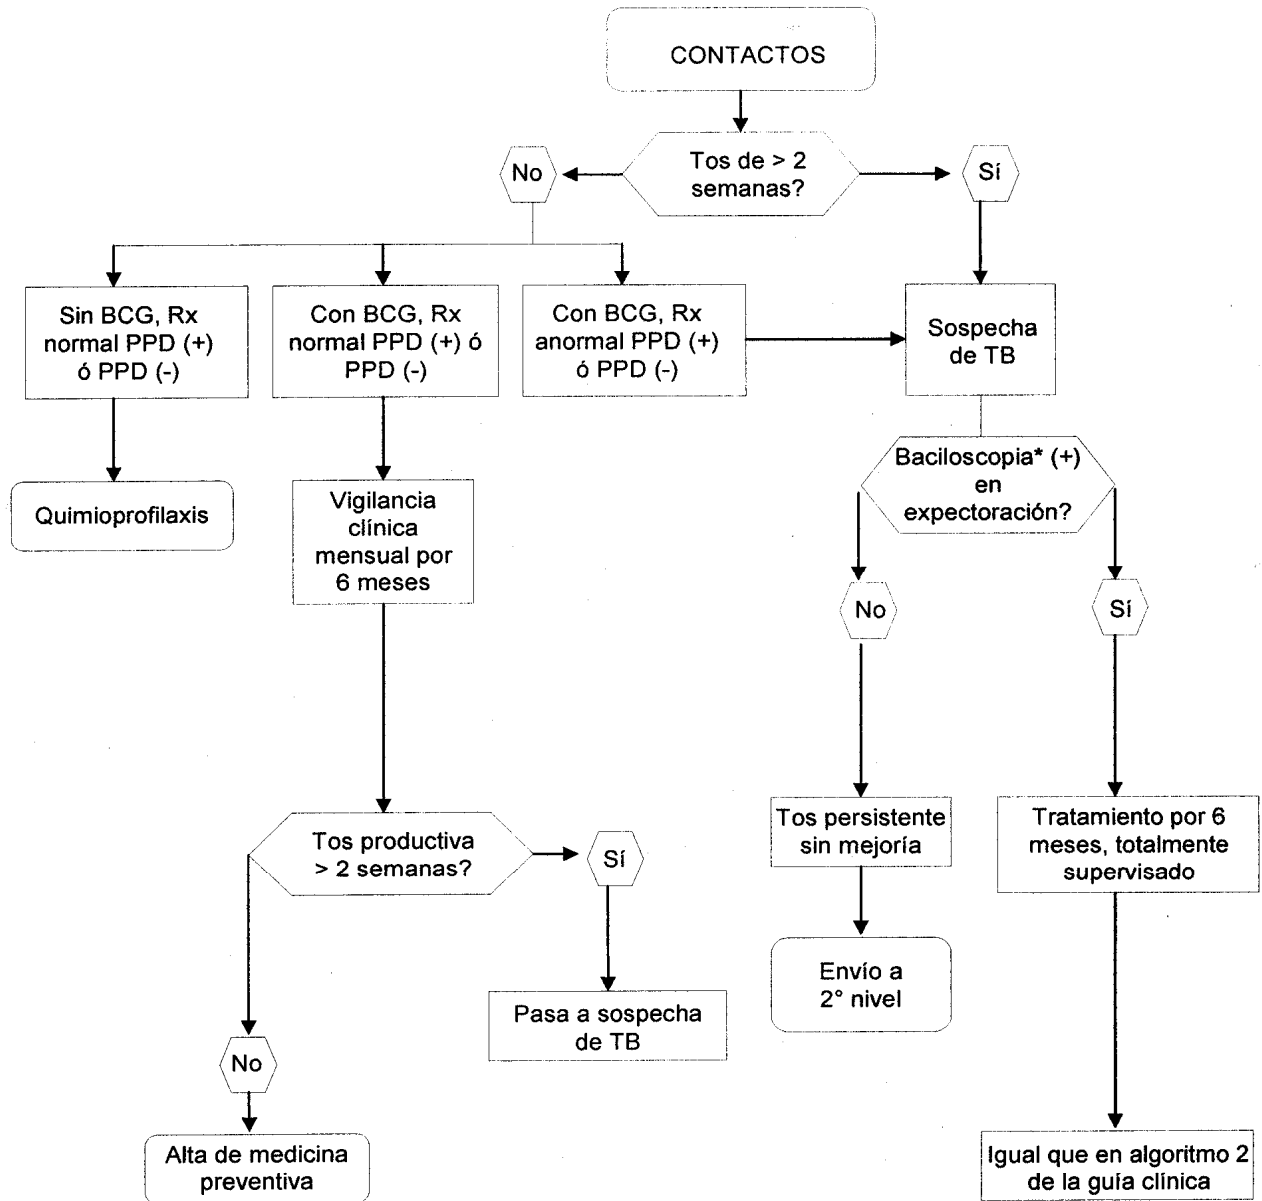 CONTACTOS
Tos de > 2
semanas?
No
Sí
Sin BCG, Rx
normal PPD (+)
ó PPD (-)
Con BCG, Rx
normal PPD (+) ó
PPD (-)
Con BCG, Rx
anormal PPD (+)
ó PPD (-)
Sospecha
de TB
Quimioprofilaxis
Vigilancia
clínica
mensual por
6 meses
Baciloscopia* (+)
en
expectoración?
No
Sí
Tos productiva
> 2 semanas?
Sí
Tos persistente
sin mejoría
Tratamiento por 6
meses, totalmente
supervisado
Pasa a sospecha
de TB
Envío a
2° nivel
No
Alta de medicina
preventiva
Igual que en algoritmo 2
de la guía clínica